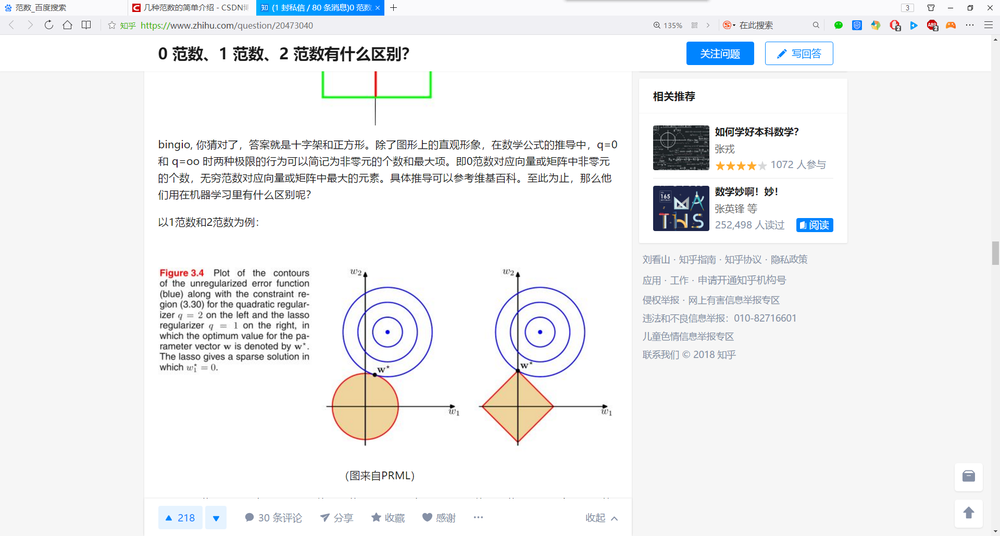 范数_百度搜索
几种范数的简单介绍 - CSDN博
知 (1 封私信 / 80 条消息)0 范数
3
知乎 https://www.zhihu.com/question/20473040
135%
在此搜索
2
ABP 2
0 范数、1 范数、2 范数有什么区别?
关注问题
写回答
bingio, 你猜对了，答案就是十字架和正方形。除了图形上的直观形象，在数学公式的推导中，q=0
和 q=oo 时两种极限的行为可以简记为非零元的个数和最大项。即0范数对应向量或矩阵中非零元
的个数，无穷范数对应向量或矩阵中最大的元素。具体推导可以参考维基百科。至此为止，那么他
们用在机器学习里有什么区别呢？
以1范数和2范数为例：
Figure 3.4 Plot of the contours
of the unregularized error function
(blue) along with the constraint re-
gion (3.30) for the quadratic regular-
izer q = 2 on the left and the lasso
regularizer q = 1 on the right, in
which the optimum value for the pa-
rameter vector w is denoted by w*.
The lasso gives a sparse solution in
which w₁* = 0.
w₂
w*
w₁
w₂
w*
w₁
（图来自PRML）
218
30 条评论
分享
收藏
感谢
收起
相关推荐
如何学好本科数学？
张戎
1072 人参与
165
MATHS
数学妙啊！妙！
张英锋 等
252,498 人读过
阅读
刘看山 · 知乎指南 · 知乎协议 · 隐私政策
应用 · 工作 · 申请开通知乎机构号
侵权举报 · 网上有害信息举报专区
违法和不良信息举报：010-82716601
儿童色情信息举报专区
联系我们 © 2018 知乎